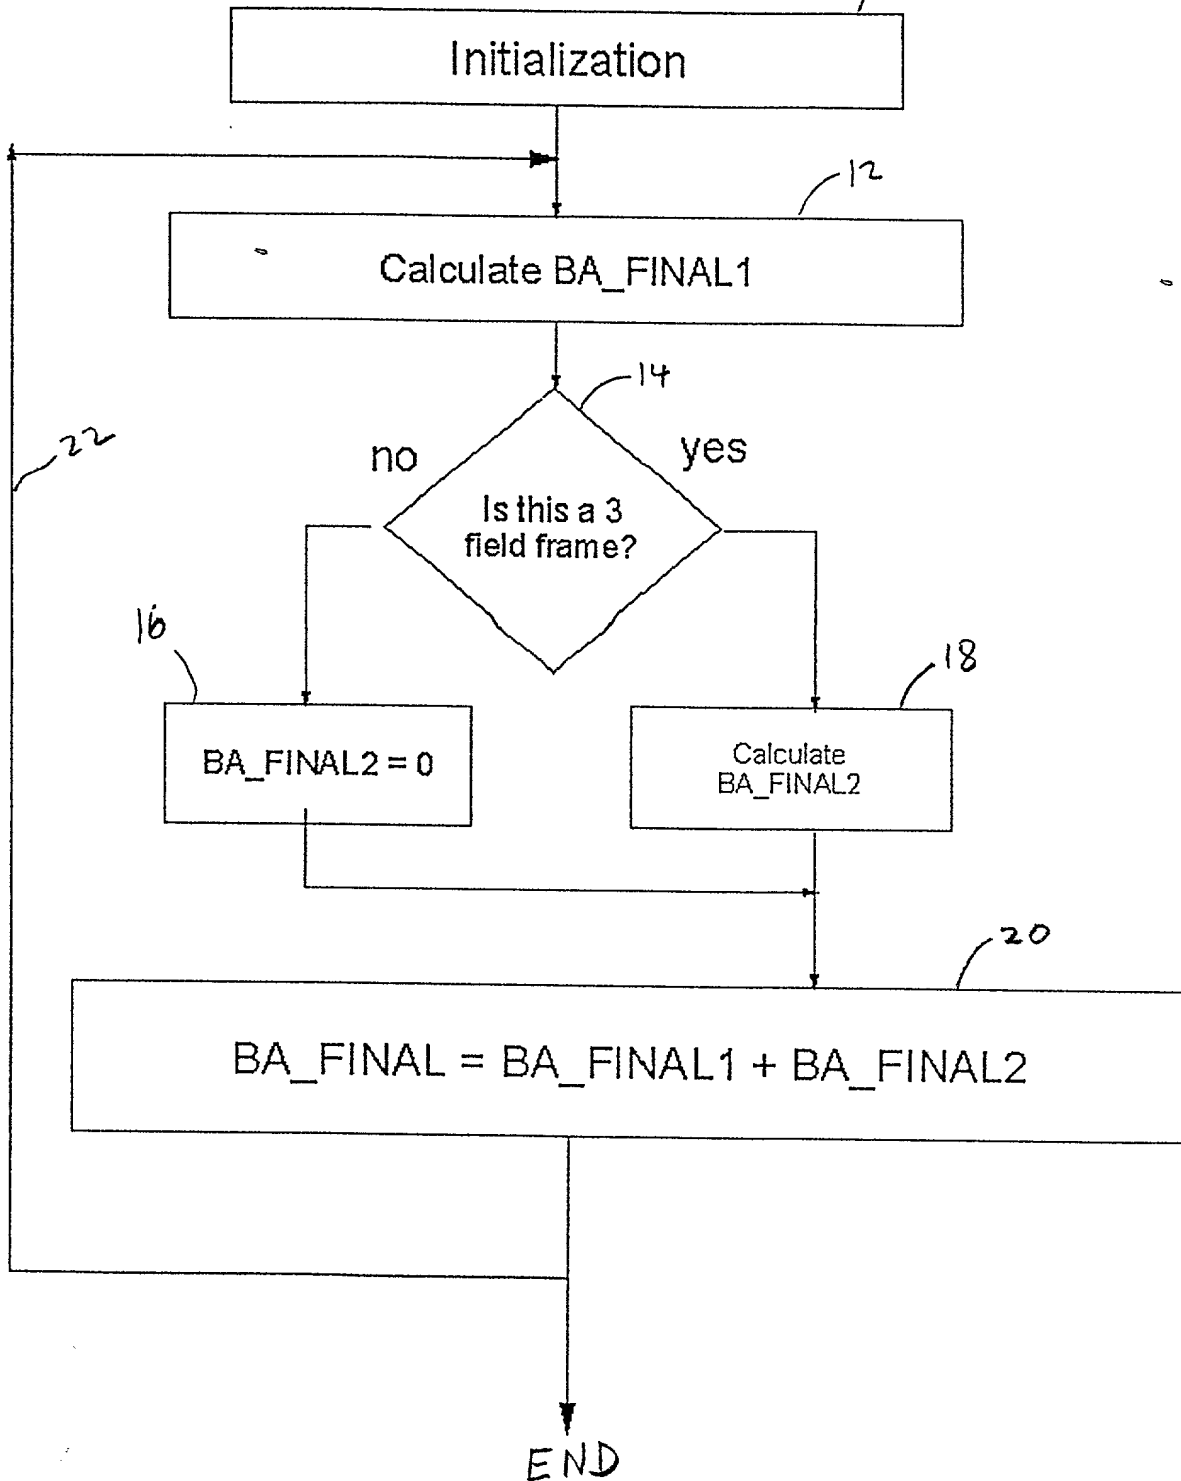 Initialization
12
Calculate BA_FINAL1
14
no
yes
22
Is this a 3
field frame?
16
18
BA_FINAL2 = 0
Calculate
BA_FINAL2
20
BA_FINAL = BA_FINAL1 + BA_FINAL2
END